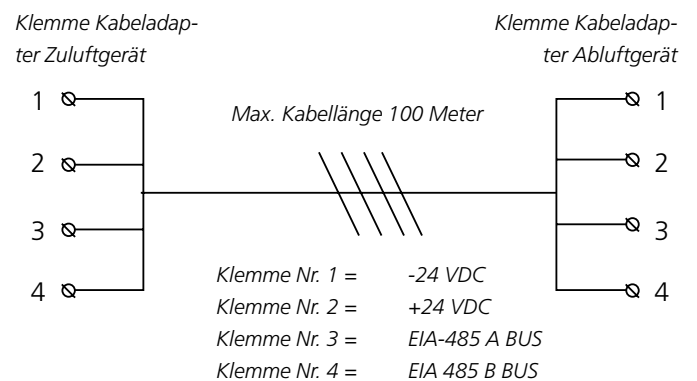 Klemme Kabeladap-
ter Zuluftgerät
Klemme Kabeladap-
ter Abluftgerät
1
2
3
4
Max. Kabellänge 100 Meter
1
2
3
4
Klemme Nr. 1 = -24 VDC
Klemme Nr. 2 = +24 VDC
Klemme Nr. 3 = EIA-485 A BUS
Klemme Nr. 4 = EIA 485 B BUS